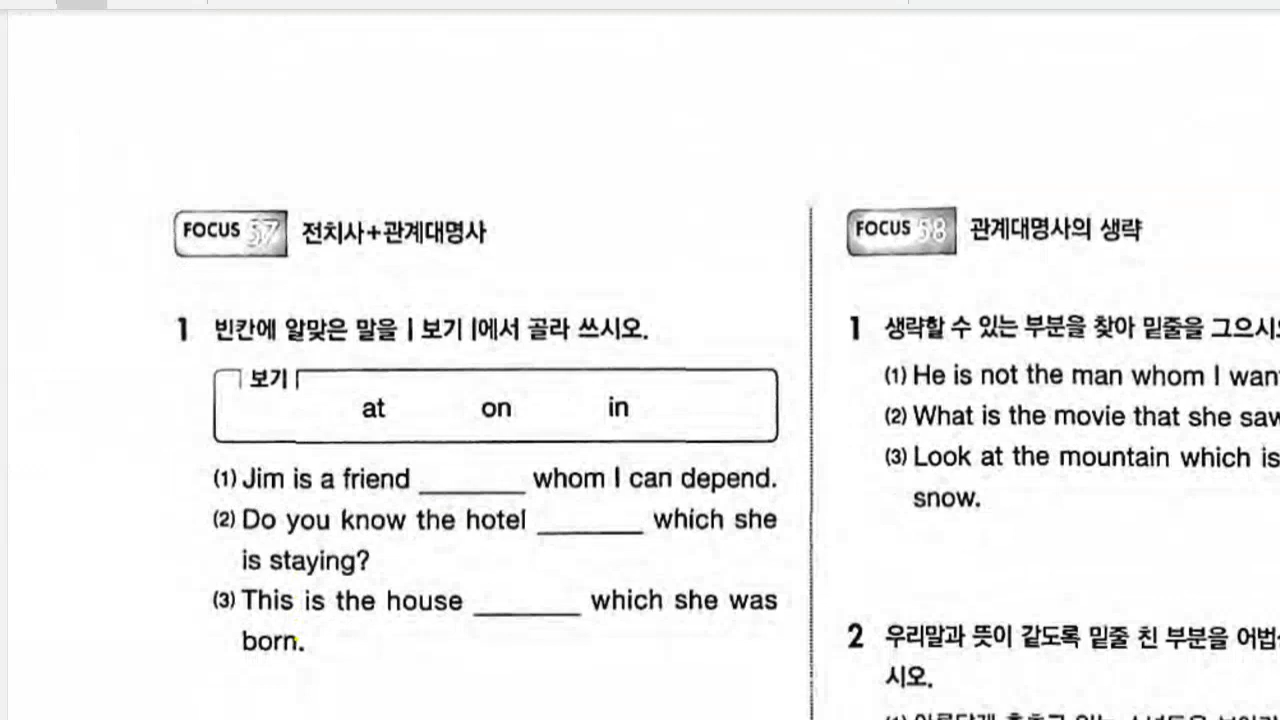 FOCUS 57 전치사+관계대명사
1 빈칸에 알맞은 말을 | 보기 |에서 골라 쓰시오.
| 보기 |
at on in
(1) Jim is a friend ________ whom I can depend.
(2) Do you know the hotel ________ which she
is staying?
(3) This is the house ________ which she was
born.
FOCUS 58 관계대명사의 생략
1 생략할 수 있는 부분을 찾아 밑줄을 그으시오
(1) He is not the man whom I wan
(2) What is the movie that she saw
(3) Look at the mountain which is
snow.
2 우리말과 뜻이 같도록 밑줄 친 부분을 어법
시오.